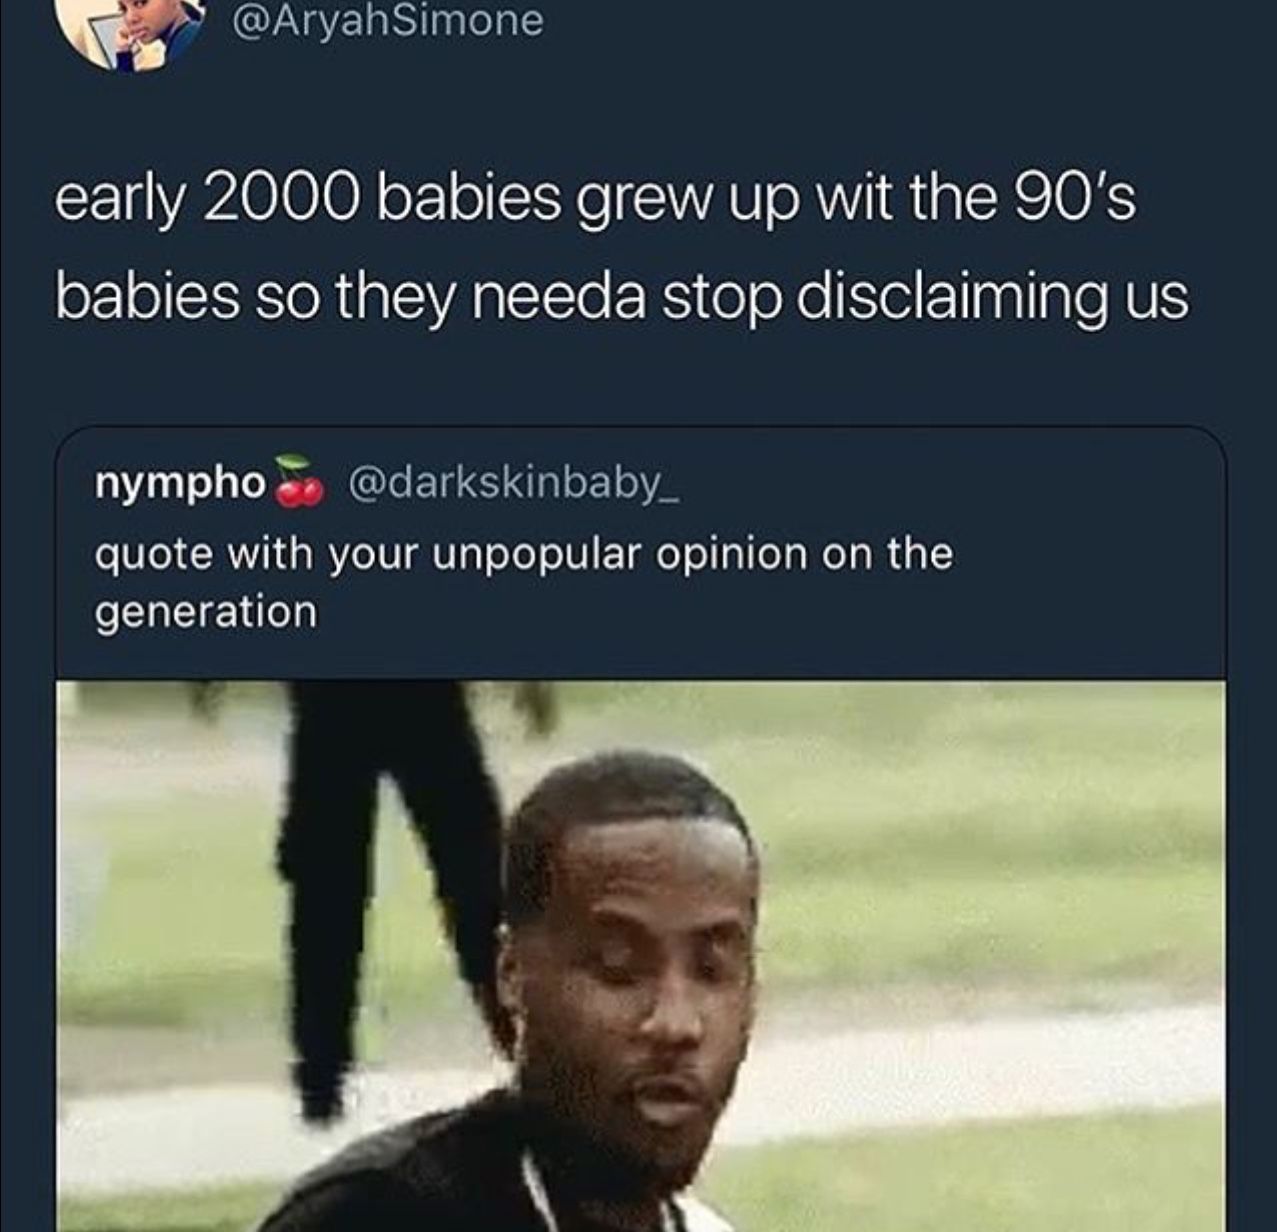 @AryahSimone
early 2000 babies grew up wit the 90's
babies so they needa stop disclaiming us
nympho🍒 @darkskinbaby_
quote with your unpopular opinion on the
generation